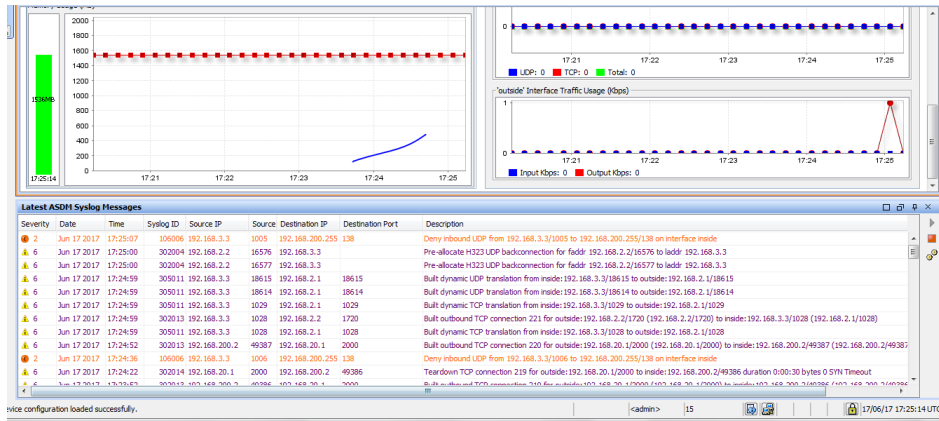 2000
1800
1600
1400
1200
1000
800
600
400
200
0
1536MB
17:25:14
17:21 17:22 17:23 17:24 17:25
0
17:21 17:22 17:23 17:24 17:25
UDP: 0 TCP: 0 Total: 0
'outside' Interface Traffic Usage (Kbps)
1
0
17:21 17:22 17:23 17:24 17:25
Input Kbps: 0 Output Kbps: 0
Latest ASDM Syslog Messages
Severity Date Time Syslog ID Source IP Source Destination IP Destination Port Description
2 Jun 17 2017 17:25:07 106006 192.168.3.3 1005 192.168.200.255 138 Deny inbound UDP from 192.168.3.3/1005 to 192.168.200.255/138 on interface inside
6 Jun 17 2017 17:25:00 302004 192.168.2.2 16576 192.168.3.3 Pre-allocate H323 UDP backconnection for faddr 192.168.2.2/16576 to laddr 192.168.3.3
6 Jun 17 2017 17:25:00 302004 192.168.2.2 16577 192.168.3.3 Pre-allocate H323 UDP backconnection for faddr 192.168.2.2/16577 to laddr 192.168.3.3
6 Jun 17 2017 17:24:59 305011 192.168.3.3 18615 192.168.2.1 18615 Built dynamic UDP translation from inside:192.168.3.3/18615 to outside:192.168.2.1/18615
6 Jun 17 2017 17:24:59 305011 192.168.3.3 18614 192.168.2.1 18614 Built dynamic UDP translation from inside:192.168.3.3/18614 to outside:192.168.2.1/18614
6 Jun 17 2017 17:24:59 305011 192.168.3.3 1029 192.168.2.1 1029 Built dynamic TCP translation from inside:192.168.3.3/1029 to outside:192.168.2.1/1029
6 Jun 17 2017 17:24:59 302013 192.168.3.3 1028 192.168.2.2 1720 Built outbound TCP connection 221 for outside:192.168.2.2/1720 (192.168.2.2/1720) to inside:192.168.3.3/1028 (192.168.2.1/1028)
6 Jun 17 2017 17:24:59 305011 192.168.3.3 1028 192.168.2.1 1028 Built dynamic TCP translation from inside:192.168.3.3/1028 to outside:192.168.2.1/1028
6 Jun 17 2017 17:24:52 302013 192.168.200.2 49387 192.168.20.1 2000 Built outbound TCP connection 220 for outside:192.168.20.1/2000 (192.168.20.1/2000) to inside:192.168.200.2/49387 (192.168.200.2/49387
2 Jun 17 2017 17:24:36 106006 192.168.3.3 1006 192.168.200.255 138 Deny inbound UDP from 192.168.3.3/1006 to 192.168.200.255/138 on interface inside
6 Jun 17 2017 17:24:22 302014 192.168.20.1 2000 192.168.200.2 49386 Teardown TCP connection 219 for outside:192.168.20.1/2000 to inside:192.168.200.2/49386 duration 0:00:30 bytes 0 SYN Timeout
configuration loaded successfully. <admin> 15 17/06/17 17:25:14 UTC